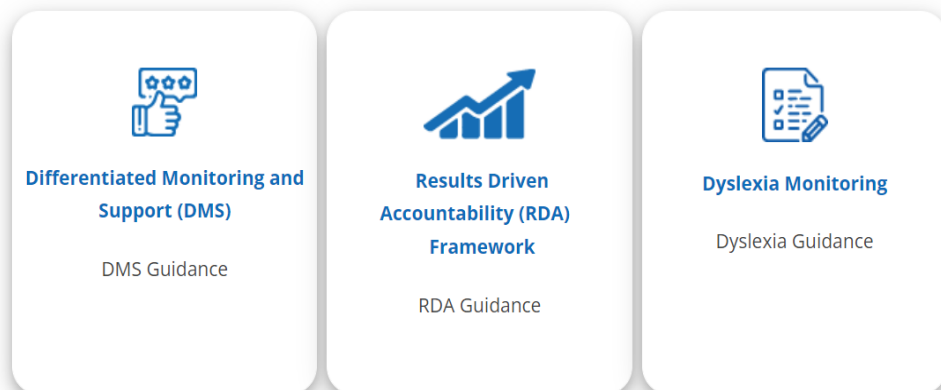 Differentiated Monitoring and
Support (DMS)
DMS Guidance
Results Driven
Accountability (RDA)
Framework
RDA Guidance
Dyslexia Monitoring
Dyslexia Guidance